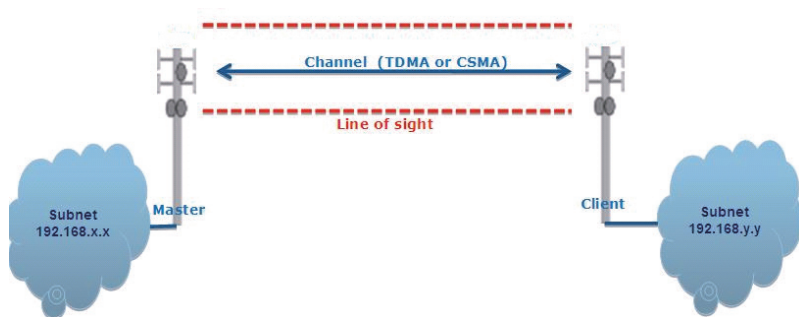 Channel (TDMA or CSMA)
Line of sight
Master
Client
Subnet
192.168.x.x
Subnet
192.168.y.y